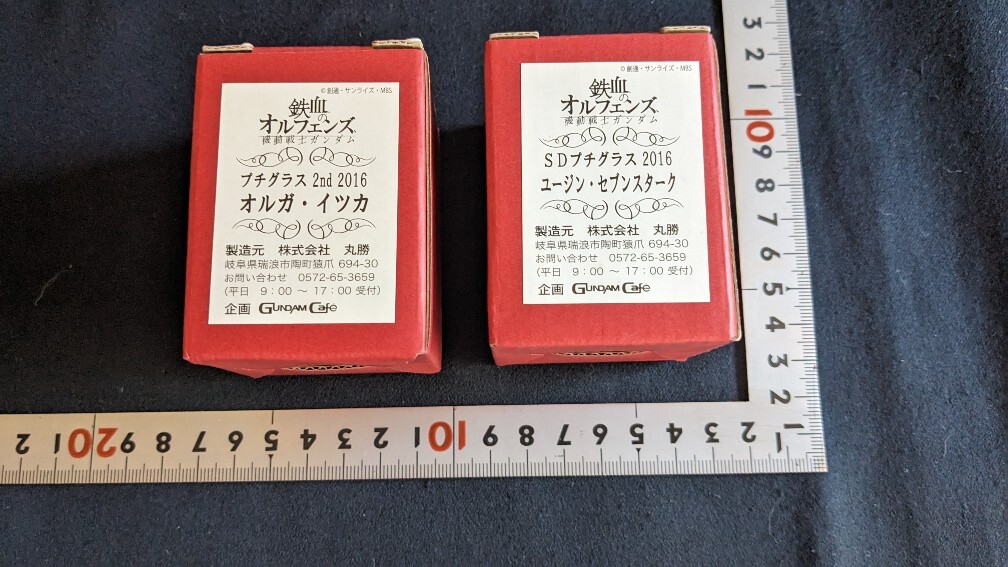 ©創通・サンライズ・MBS
鉄血の
オルフェンズ
機動戦士ガンダム
プチグラス 2nd 2016
オルガ・イツカ
製造元 株式会社 丸勝
岐阜県瑞浪市陶町猿爪 694-30
お問い合わせ 0572-65-3659
(平日 9:00 ～ 17:00 受付)
企画 GUNDAM Café
©創通・サンライズ・MBS
鉄血の
オルフェンズ
機動戦士ガンダム
SDプチグラス 2016
ユージン・セブンスターク
製造元 株式会社 丸勝
岐阜県瑞浪市陶町猿爪 694-30
お問い合わせ 0572-65-3659
(平日 9:00 ～ 17:00 受付)
企画 GUNDAM Café
3
2
1
10
9
8
7
6
5
4
3
2
1
2 1 20 9 8 7 6 5 4 3 2 1 10 9 8 7 6 5 4 3 2